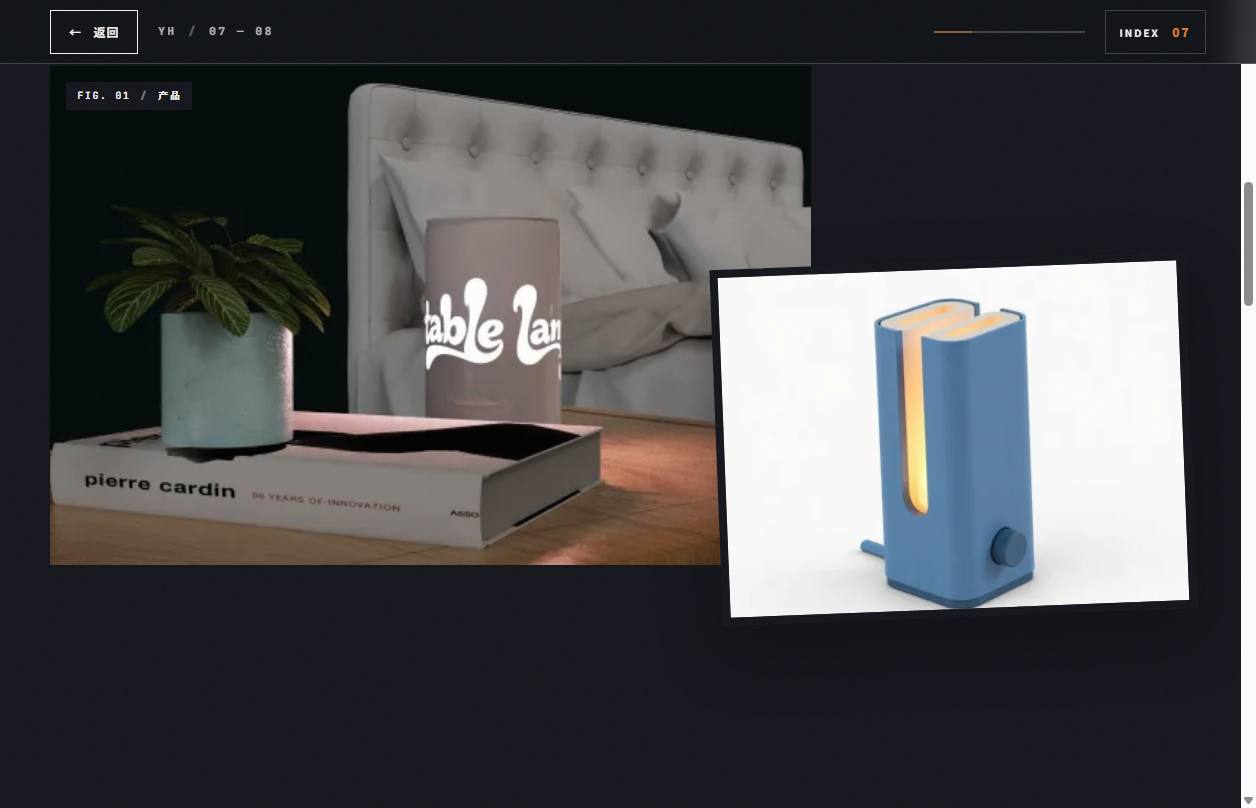 ← 返回
YH / 07 — 08
INDEX 07
FIG. 01 / 产品
table lam
pierre cardin
60 YEARS OF INNOVATION
ASSO